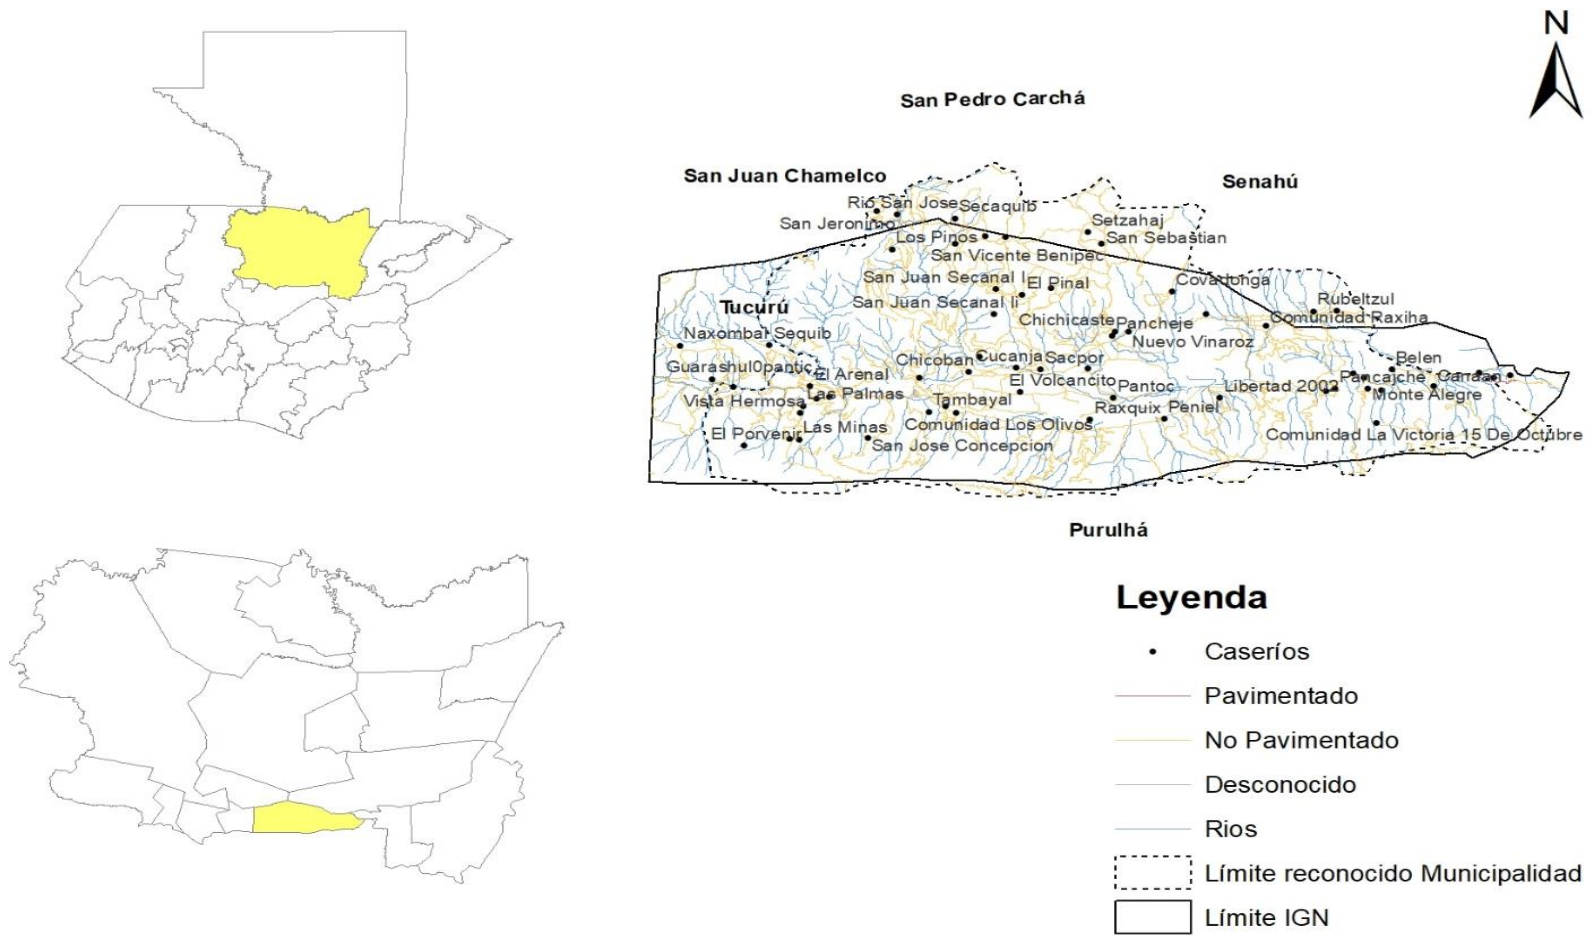 N
San Pedro Carchá
San Juan Chamelco
Senahú
Rió San Jose
Secaquib
San Jeronimo
Setzahaj
Los Pinos
San Sebastian
San Vicente Benipec
San Juan Secanal I
El Pinal
Covadonga
San Juan Secanal Ii
Rubeltzul
Tucurú
Chichicaste
Pancheje
Comunidad Raxiha
Naxombal Sequib
Nuevo Vinaroz
Chicoban
Cucanja
Sacpor
Belen
Guarashul
0pantic
El Arenal
El Volcancito
Pantoc
Libertad 2002
Pancajche
Canaan
Vista Hermosa
Las Palmas
Tambayal
Raxquix
Peniel
Monte Alegre
El Porvenir
Las Minas
Comunidad Los Olivos
Comunidad La Victoria 15 De Octubre
San Jose Concepcion
Purulhá
Leyenda
Caseríos
Pavimentado
No Pavimentado
Desconocido
Rios
Límite reconocido Municipalidad
Límite IGN